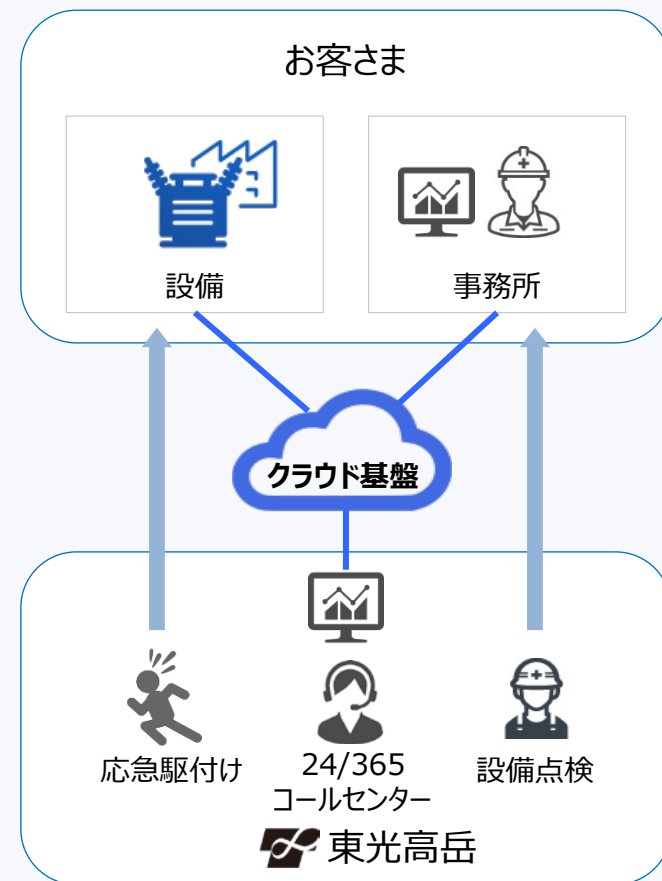 お客さま
設備
事務所
クラウド基盤
応急駆付け
24/365
コールセンター
設備点検
東光高岳